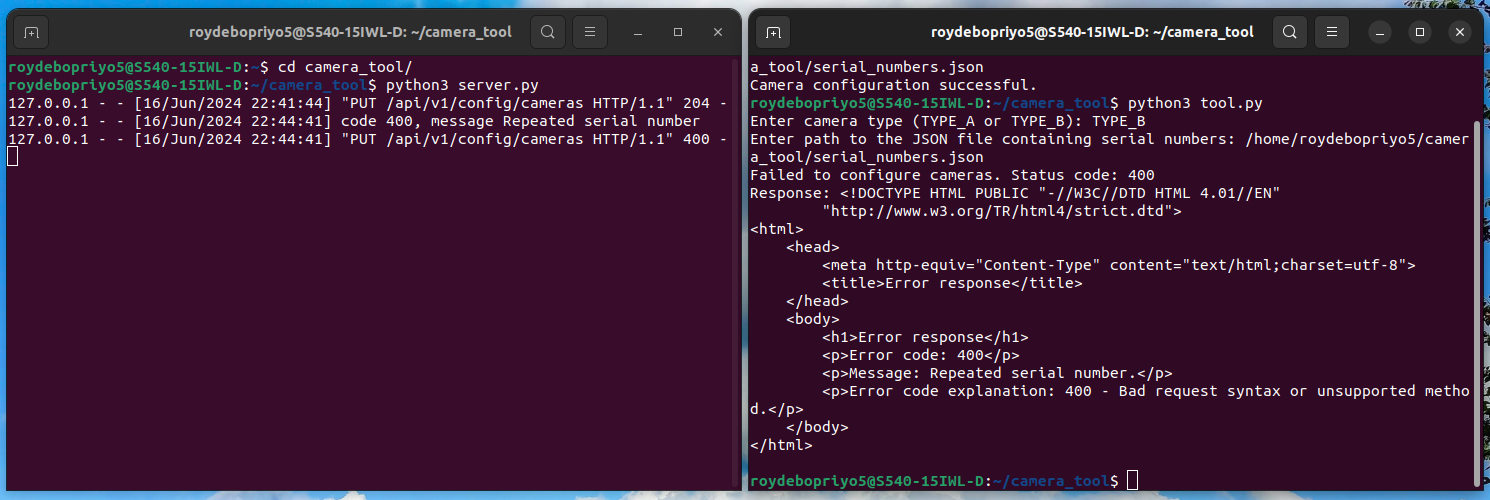 roydebopriyo5@S540-15IWL-D: ~/camera_tool
roydebopriyo5@S540-15IWL-D:~$ cd camera_tool/
roydebopriyo5@S540-15IWL-D:~/camera_tool$ python3 server.py
127.0.0.1 - - [16/Jun/2024 22:41:44] "PUT /api/v1/config/cameras HTTP/1.1" 204 -
127.0.0.1 - - [16/Jun/2024 22:44:41] code 400, message Repeated serial number
127.0.0.1 - - [16/Jun/2024 22:44:41] "PUT /api/v1/config/cameras HTTP/1.1" 400 -
roydebopriyo5@S540-15IWL-D: ~/camera_tool
a_tool/serial_numbers.json
Camera configuration successful.
roydebopriyo5@S540-15IWL-D:~/camera_tool$ python3 tool.py
Enter camera type (TYPE_A or TYPE_B): TYPE_B
Enter path to the JSON file containing serial numbers: /home/roydebopriyo5/camer
a_tool/serial_numbers.json
Failed to configure cameras. Status code: 400
Response: <!DOCTYPE HTML PUBLIC "-//W3C//DTD HTML 4.01//EN"
        "http://www.w3.org/TR/html4/strict.dtd">
<html>
    <head>
        <meta http-equiv="Content-Type" content="text/html;charset=utf-8">
        <title>Error response</title>
    </head>
    <body>
        <h1>Error response</h1>
        <p>Error code: 400</p>
        <p>Message: Repeated serial number.</p>
        <p>Error code explanation: 400 - Bad request syntax or unsupported metho
d.</p>
    </body>
</html>
roydebopriyo5@S540-15IWL-D:~/camera_tool$